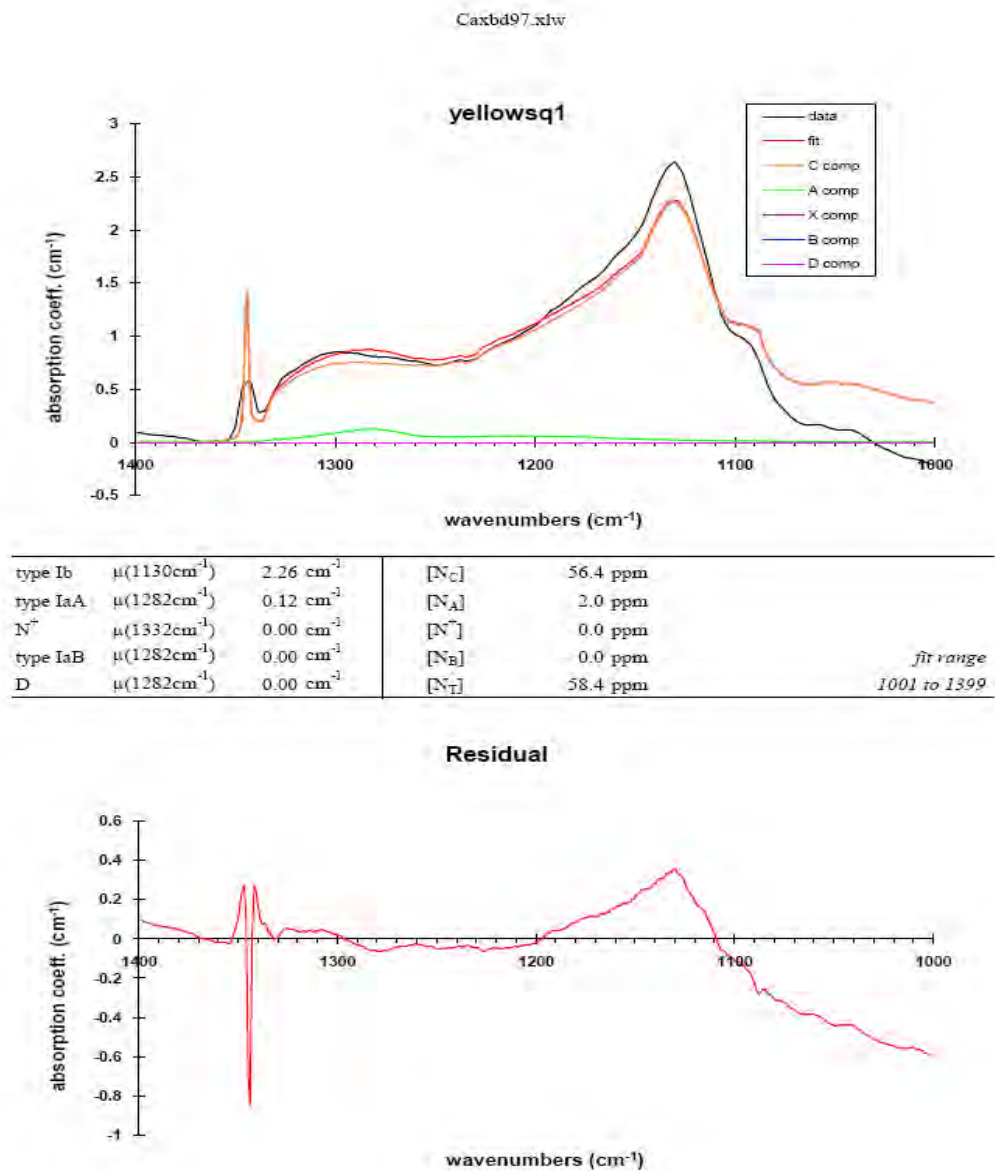 Caxbd97.xlw
yellowsq1
3
2.5
2
1.5
1
0.5
0
-0.5
absorption coeff. (cm⁻¹)
data
fit
C comp
A comp
X comp
B comp
D comp
1400 1300 1200 1100 1000
wavenumbers (cm⁻¹)
type Ib μ(1130cm⁻¹) 2.26 cm⁻¹ [N_C] 56.4 ppm
type IaA μ(1282cm⁻¹) 0.12 cm⁻¹ [N_A] 2.0 ppm
N⁺ μ(1332cm⁻¹) 0.00 cm⁻¹ [N⁺] 0.0 ppm
type IaB μ(1282cm⁻¹) 0.00 cm⁻¹ [N_B] 0.0 ppm fit range
D μ(1282cm⁻¹) 0.00 cm⁻¹ [N_T] 58.4 ppm 1001 to 1399
Residual
0.6
0.4
0.2
0
-0.2
-0.4
-0.6
-0.8
-1
absorption coeff. (cm⁻¹)
1400 1300 1200 1100 1000
wavenumbers (cm⁻¹)